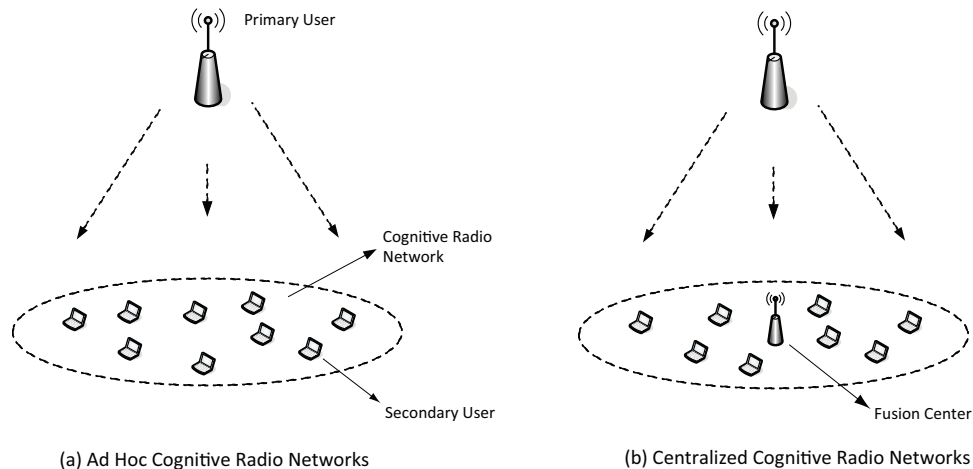 Primary User
Cognitive Radio
Network
Secondary User
(a) Ad Hoc Cognitive Radio Networks
Fusion Center
(b) Centralized Cognitive Radio Networks